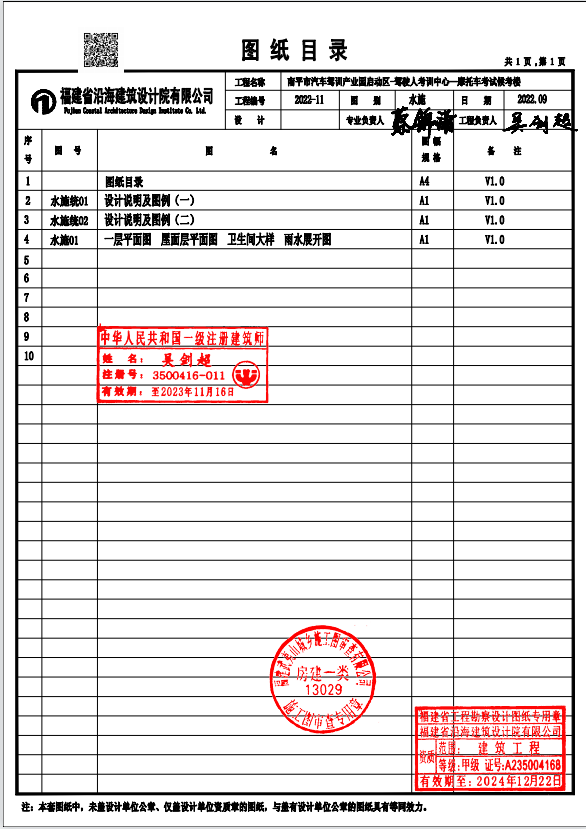 图纸目录
共 1 页,第 1 页
福建省沿海建筑设计院有限公司
Fujian Coastal Architecture Design Institute Co. Ltd.
工程名称 南平市汽车驾训产业园启动区-驾驶人考训中心--摩托车考试候考楼
工程编号 2022-11 图 别 水施 日 期 2022.09
设 计 专业负责人 工程负责人 吴剑超
序号 图 号 图 名 图幅规格 备 注
1 图纸目录 A4 V1.0
2 水施统01 设计说明及图例（一） A1 V1.0
3 水施统02 设计说明及图例（二） A1 V1.0
4 水施01 一层平面图 屋面层平面图 卫生间大样 雨水展开图 A1 V1.0
5
6
7
8
9
10
中华人民共和国一级注册建筑师
姓 名: 吴剑超
注册号: 3500416-011
有效期: 至2023年11月16日
房建一类
13029
施工图审查专用章
福建省工程勘察设计图纸专用章
福建省沿海建筑设计院有限公司
资质 范围: 建筑工程
等级:甲级 证号:A235004168
有效期至: 2024年12月22日
注: 本套图纸中, 未盖设计单位公章、仅盖设计单位资质章的图纸, 与盖有设计单位公章的图纸具有等同效力。